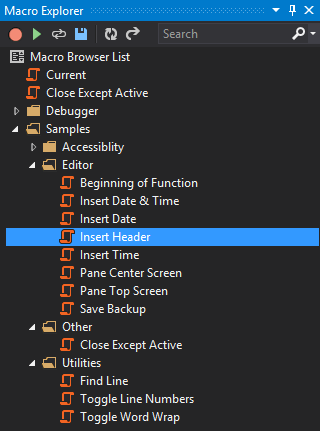 Macro Explorer
Search
Macro Browser List
Current
Close Except Active
Debugger
Samples
Accessiblity
Editor
Beginning of Function
Insert Date & Time
Insert Date
Insert Header
Insert Time
Pane Center Screen
Pane Top Screen
Save Backup
Other
Close Except Active
Utilities
Find Line
Toggle Line Numbers
Toggle Word Wrap